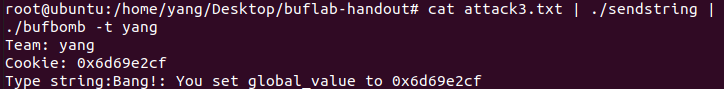 root@ubuntu:/home/yang/Desktop/buflab-handout# cat attack3.txt | ./sendstring |
./bufbomb -t yang
Team: yang
Cookie: 0x6d69e2cf
Type string:Bang!: You set global_value to 0x6d69e2cf